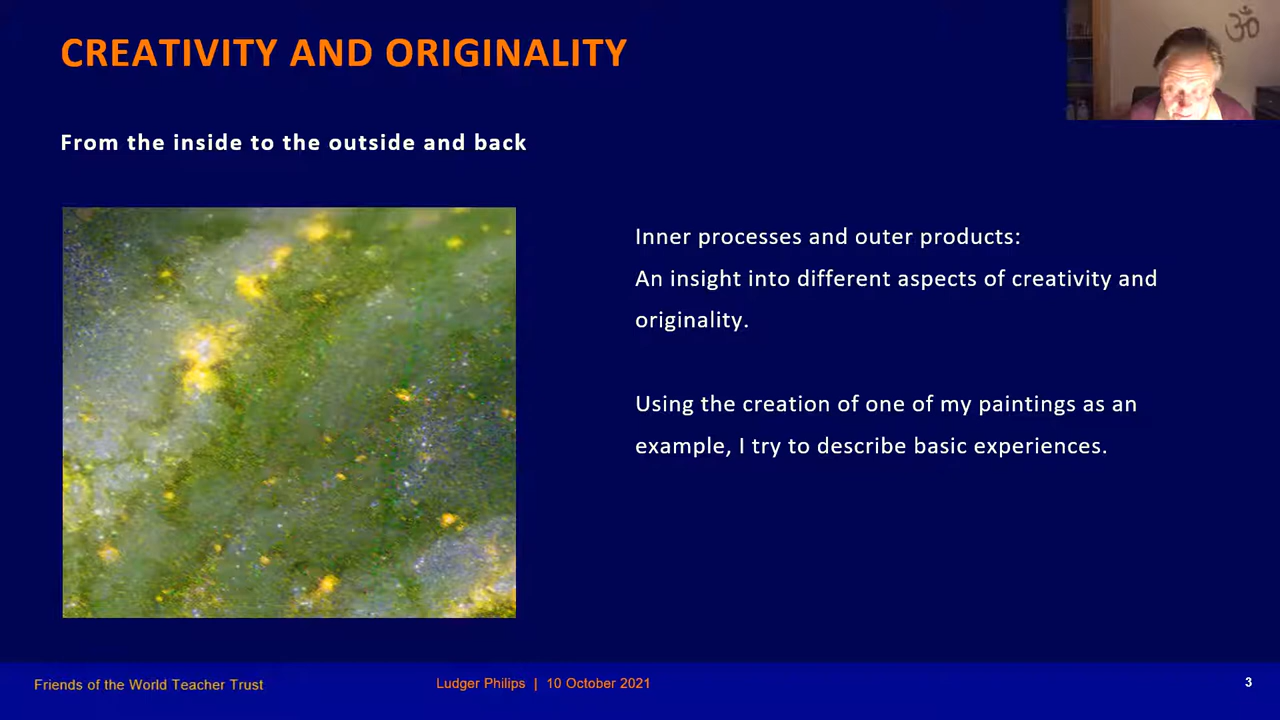 CREATIVITY AND ORIGINALITY
From the inside to the outside and back
Inner processes and outer products:
An insight into different aspects of creativity and
originality.
Using the creation of one of my paintings as an
example, I try to describe basic experiences.
Friends of the World Teacher Trust
Ludger Philips | 10 October 2021
3
ॐ